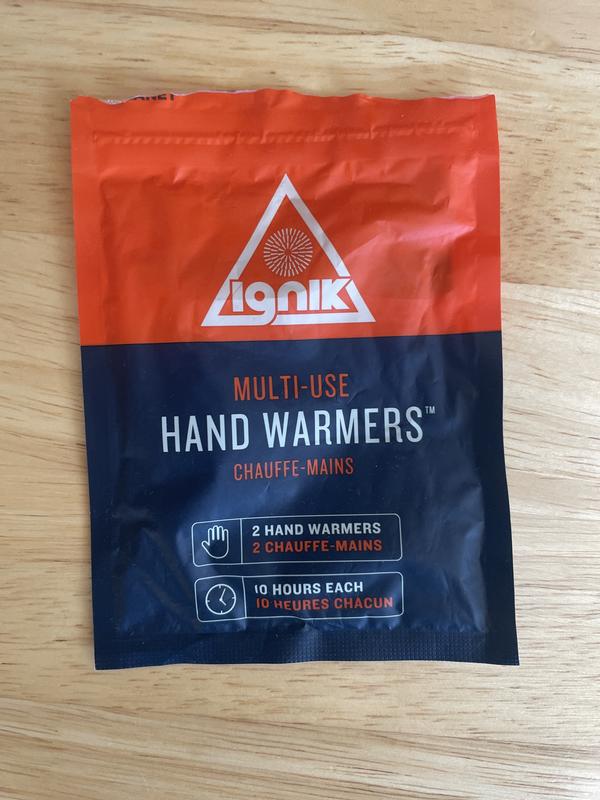 ignik
MULTI-USE
HAND WARMERS™
CHAUFFE-MAINS
2 HAND WARMERS
2 CHAUFFE-MAINS
10 HOURS EACH
10 HEURES CHACUN